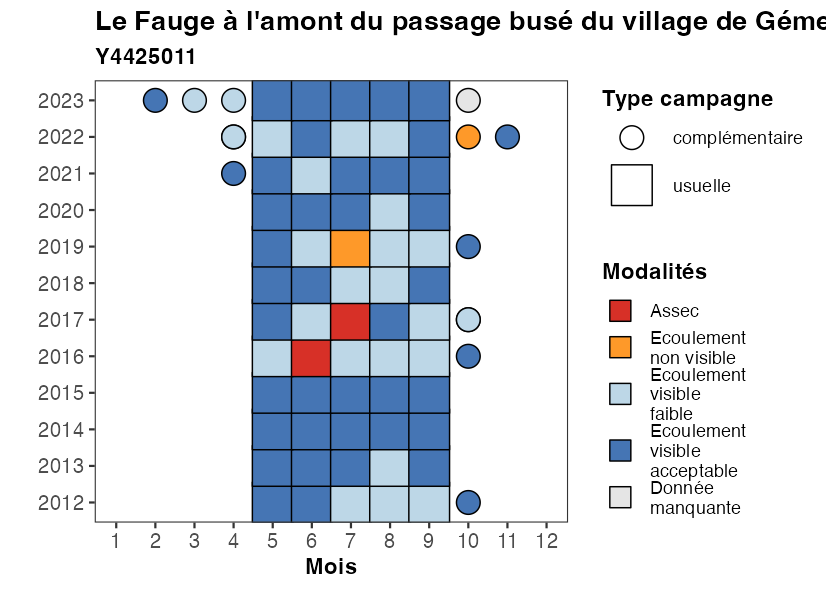 Le Fauge à l'amont du passage busé du village de Géme
Y4425011
2023
2022
2021
2020
2019
2018
2017
2016
2015
2014
2013
2012
1 2 3 4 5 6 7 8 9 10 11 12
Mois
Type campagne
complémentaire
usuelle
Modalités
Assec
Ecoulement
non visible
Ecoulement
visible
faible
Ecoulement
visible
acceptable
Donnée
manquante